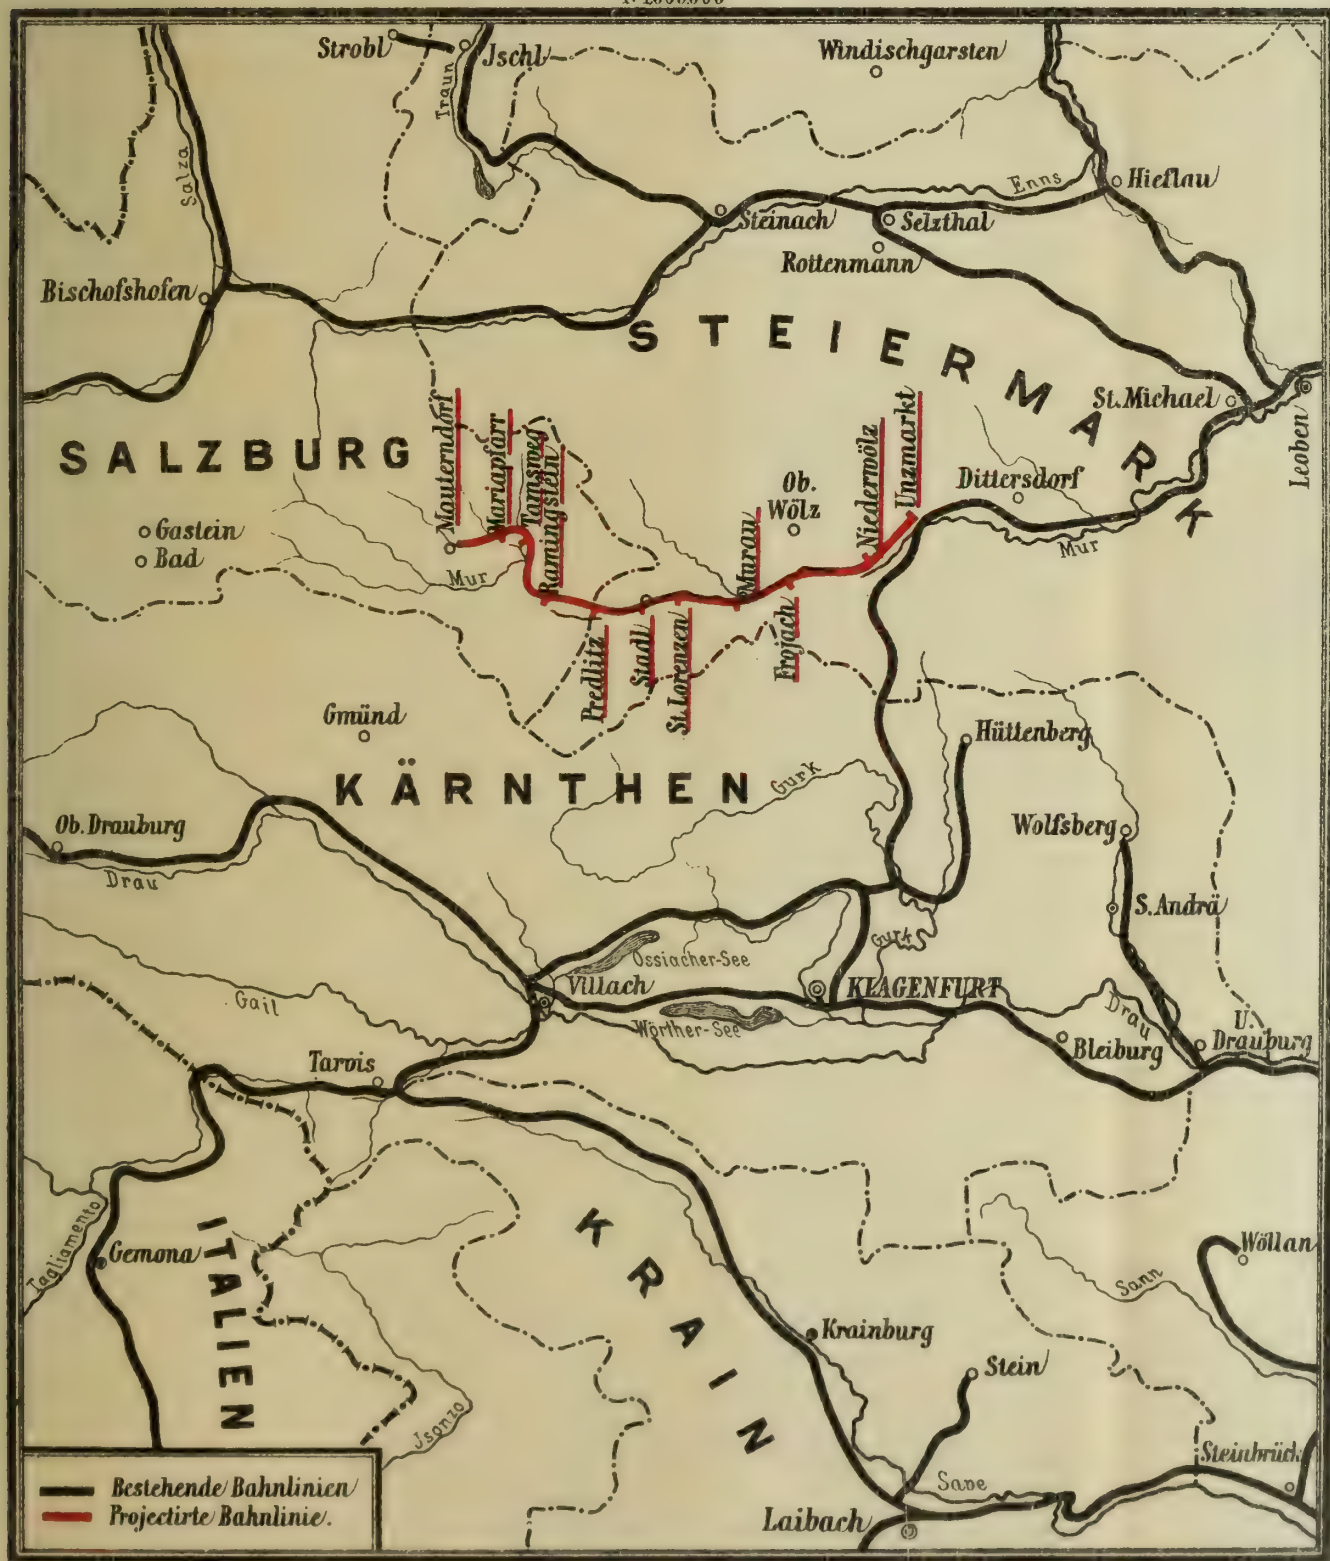 Strobl
Jschl
Traun
Windischgarsten
Salza
Enns
Hieflau
Steinach
Selzthal
Rottenmann
Bischofshofen
STEIERMARK
St. Michael
Leoben
SALZBURG
Mauterndorf
Mariapfarr
Tamsweg
Ramingstein
Murau
Ob.
Wölz
Niederwölz
Unzmarkt
Dittersdorf
Mur
Gastein
Bad
Mur
Predlitz
Stadl
St. Lorenzen
Frojach
Gmünd
KÄRNTHEN
Gurk
Hüttenberg
Ob. Drauburg
Drau
Wolfsberg
S. Andrä
Gurk
Ossiacher-See
Villach
KLAGENFURT
Gail
Wörther-See
Drau
Bleiburg
U.
Drauburg
Tarvis
Tagliamento
Gemona
ITALIEN
KRAIN
Wöllan
Sann
Krainburg
Stein
Jsonzo
Steinbrück
Save
Laibach
Bestehende Bahnlinien
Projectirte Bahnlinie.